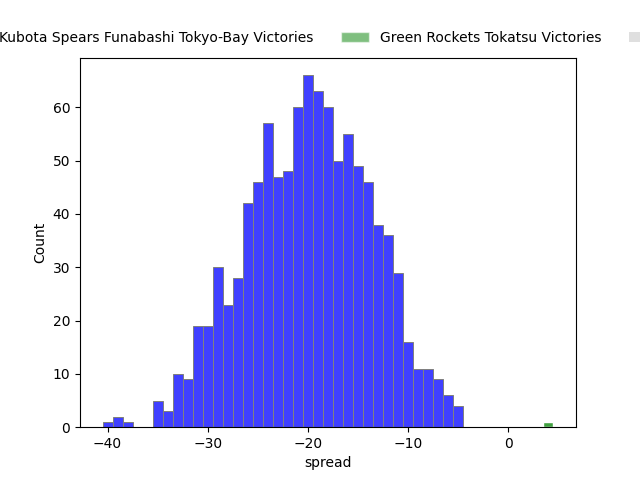 Kubota Spears Funabashi Tokyo-Bay Victories Green Rockets Tokatsu Victories
60
50
40
30
20
10
0
Count
−40 −30 −20 −10 0
spread